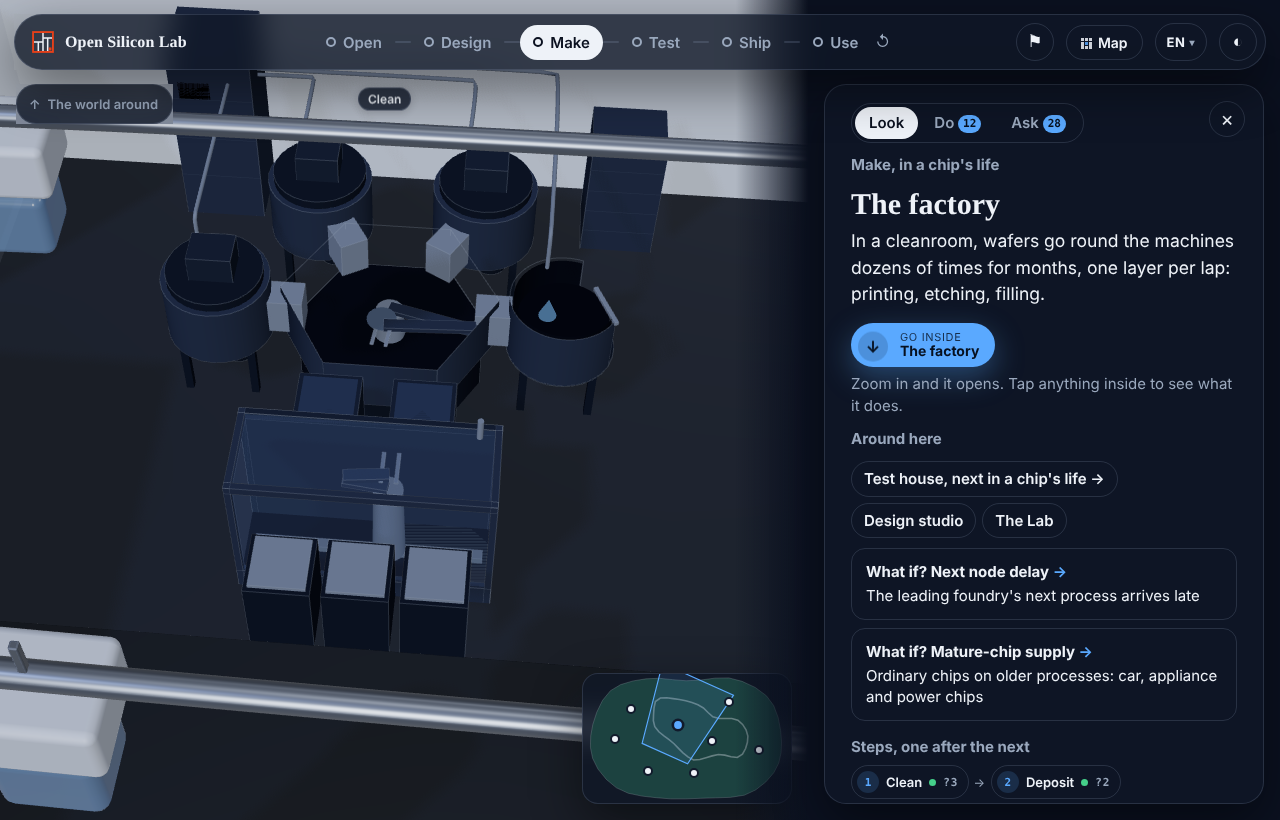 Open Silicon Lab
Open
Design
Make
Test
Ship
Use
Map
EN
The world around
Clean
Look
Do 12
Ask 28
Make, in a chip's life
The factory
In a cleanroom, wafers go round the machines
dozens of times for months, one layer per lap:
printing, etching, filling.
GO INSIDE
The factory
Zoom in and it opens. Tap anything inside to see what
it does.
Around here
Test house, next in a chip's life →
Design studio
The Lab
What if? Next node delay →
The leading foundry's next process arrives late
What if? Mature-chip supply →
Ordinary chips on older processes: car, appliance
and power chips
Steps, one after the next
1 Clean ?3 → 2 Deposit ?2